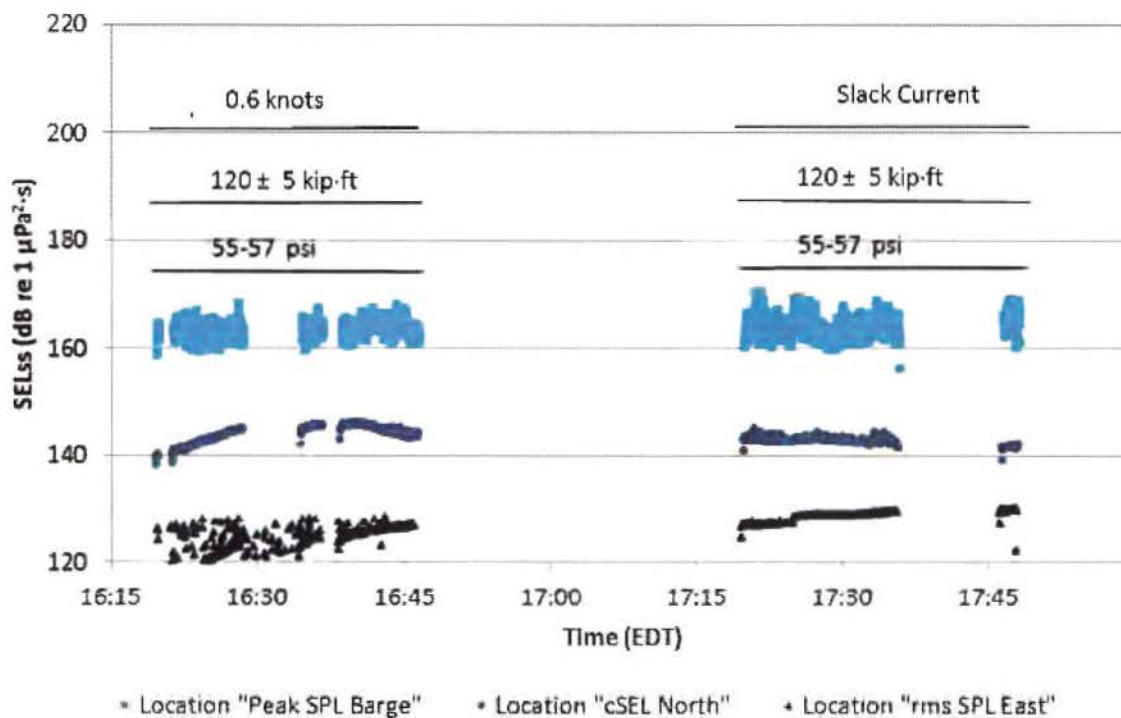 220
200
180
160
140
120
SELss (dB re 1 µPa²·s)
0.6 knots
Slack Current
120 ± 5 kip·ft
120 ± 5 kip·ft
55-57 psi
55-57 psi
16:15
16:30
16:45
17:00
17:15
17:30
17:45
Time (EDT)
Location "Peak SPL Barge"
Location "cSEL North"
Location "rms SPL East"